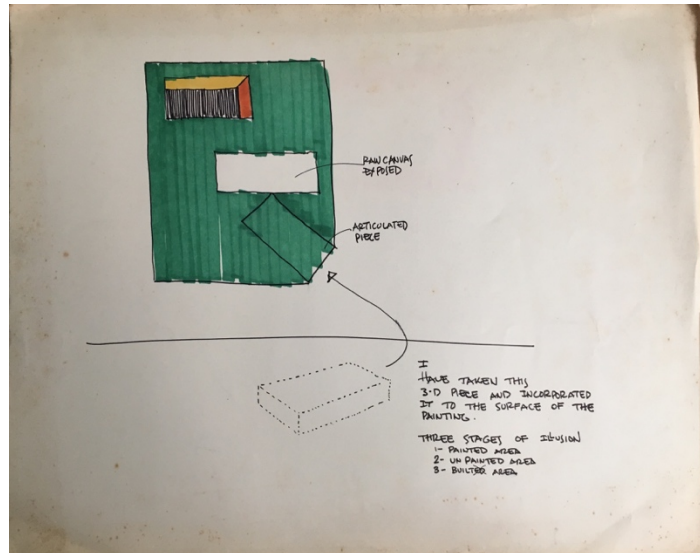 RAW CANVAS
EXPOSED
ARTICULATED
PIECE
I
HAVE TAKEN THIS
3-D PIECE AND INCORPORATED
IT TO THE SURFACE OF THE
PAINTING.
THREE STAGES OF ILLUSION
1- PAINTED AREA
2- UN PAINTED AREA
3- BUILTED AREA